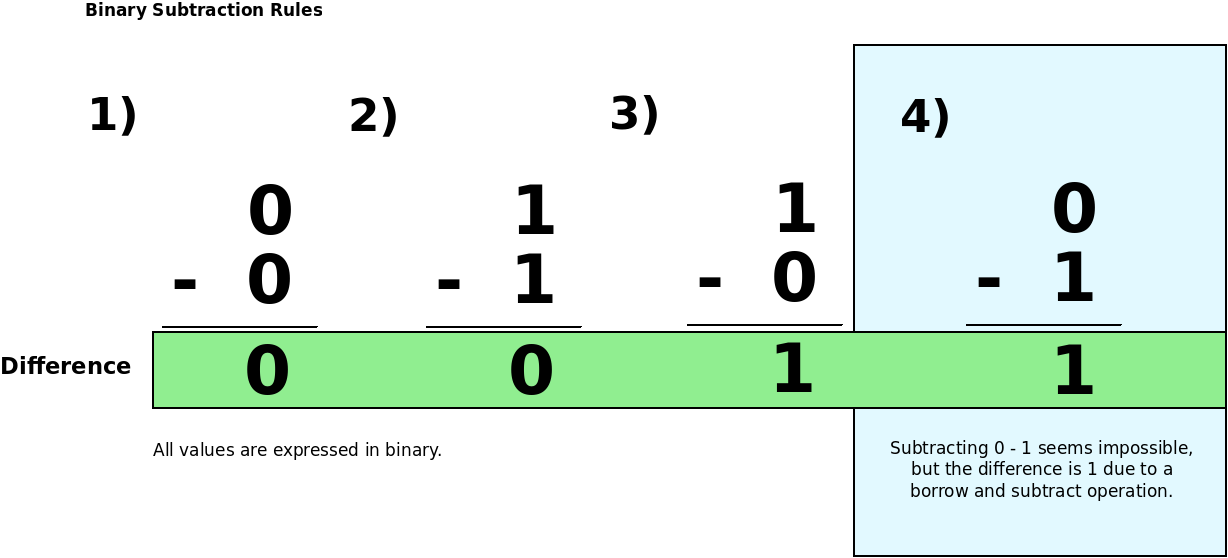 Binary Subtraction Rules
1) 2) 3) 4)
0 1 1 0
- 0 - 1 - 0 - 1
Difference 0 0 1 1
All values are expressed in binary.
Subtracting 0 - 1 seems impossible,
but the difference is 1 due to a
borrow and subtract operation.